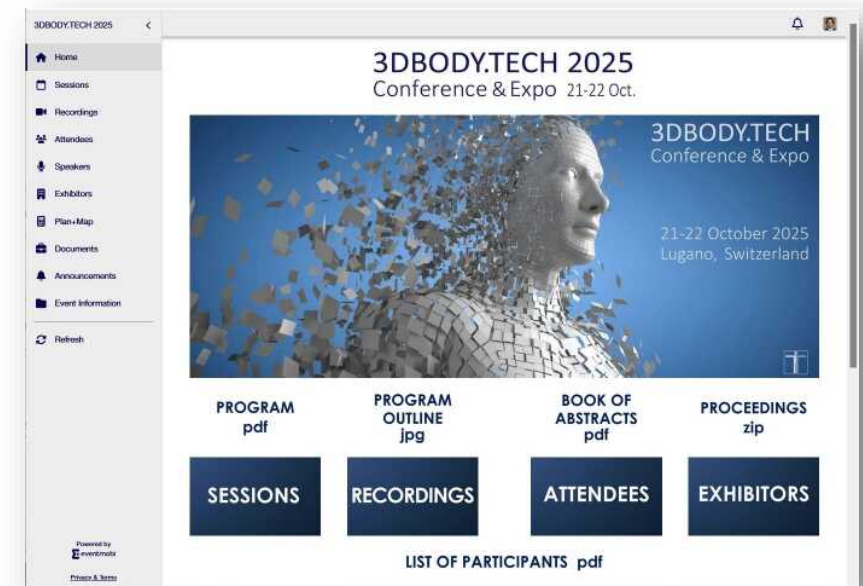 3DBODY.TECH 2025
Home
Sessions
Recordings
Attendees
Speakers
Exhibitors
Plan+Map
Documents
Announcements
Event Information
Refresh
Powered by
eventmobi
Privacy & Terms
3DBODY.TECH 2025
Conference & Expo 21-22 Oct.
3DBODY.TECH
Conference & Expo
21-22 October 2025
Lugano, Switzerland
PROGRAM
pdf
PROGRAM
OUTLINE
jpg
BOOK OF
ABSTRACTS
pdf
PROCEEDINGS
zip
SESSIONS
RECORDINGS
ATTENDEES
EXHIBITORS
LIST OF PARTICIPANTS pdf